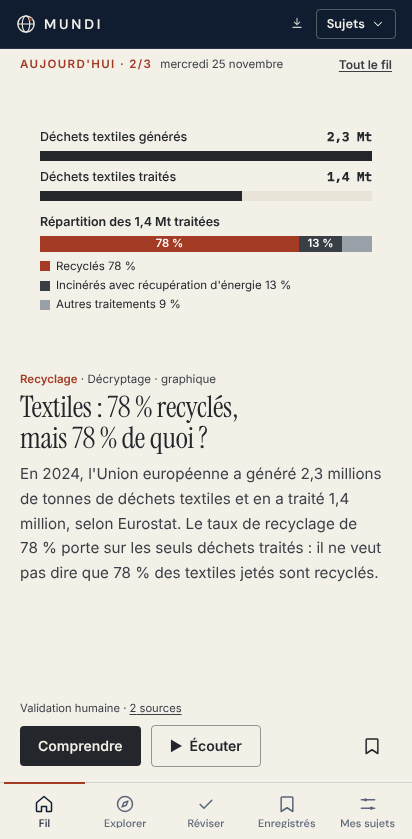 MUNDI
Sujets
AUJOURD'HUI · 2/3 mercredi 25 novembre Tout le fil
Déchets textiles générés 2,3 Mt
Déchets textiles traités 1,4 Mt
Répartition des 1,4 Mt traitées
78 % 13 %
Recyclés 78 %
Incinérés avec récupération d'énergie 13 %
Autres traitements 9 %
Recyclage · Décryptage · graphique
Textiles : 78 % recyclés,
mais 78 % de quoi ?
En 2024, l'Union européenne a généré 2,3 millions
de tonnes de déchets textiles et en a traité 1,4
million, selon Eurostat. Le taux de recyclage de
78 % porte sur les seuls déchets traités : il ne veut
pas dire que 78 % des textiles jetés sont recyclés.
Validation humaine · 2 sources
Comprendre Écouter
Fil Explorer Réviser Enregistrés Mes sujets